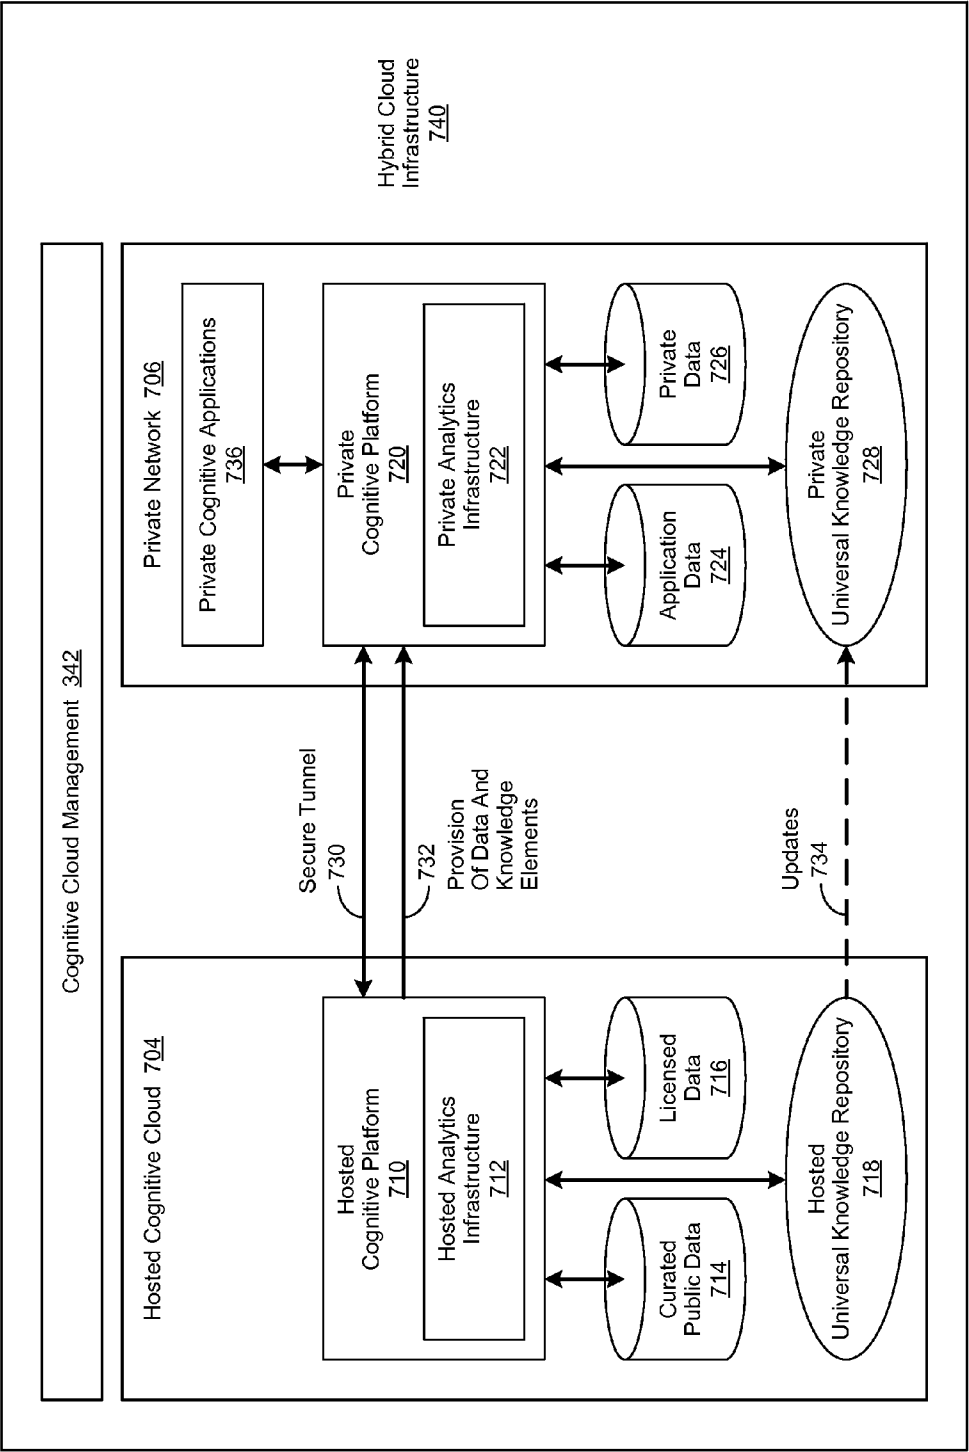 Cognitive Cloud Management 342
Hosted Cognitive Cloud 704
Hosted
Cognitive Platform
710
Hosted Analytics
Infrastructure
712
Curated
Public Data
714
Licensed
Data
716
Hosted
Universal Knowledge Repository
718
Secure Tunnel
730
732
Provision
Of Data And
Knowledge
Elements
Updates
734
Private Network 706
Private Cognitive Applications
736
Private
Cognitive Platform
720
Private Analytics
Infrastructure
722
Application
Data
724
Private
Data
726
Private
Universal Knowledge Repository
728
Hybrid Cloud
Infrastructure
740